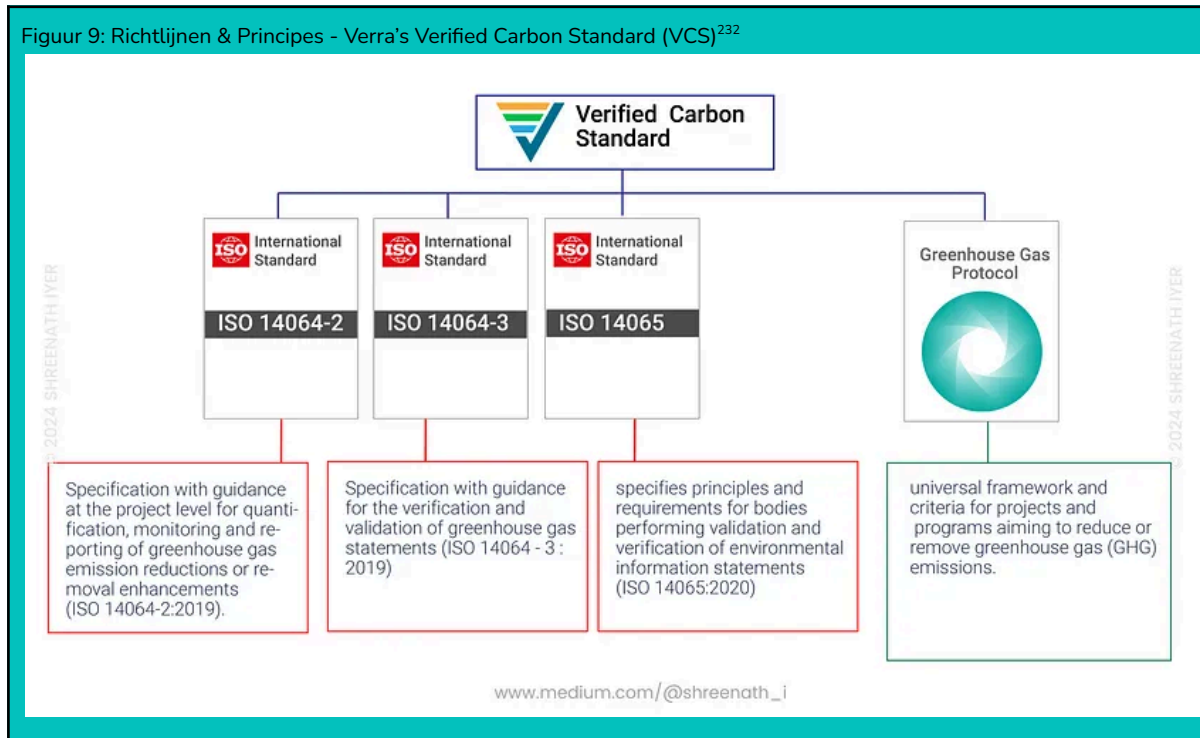 Figuur 9: Richtlijnen & Principes - Verra's Verified Carbon Standard (VCS)232
Verified Carbon
Standard
ISO
International
Standard
ISO 14064-2
ISO
International
Standard
ISO 14064-3
ISO
International
Standard
ISO 14065
Greenhouse Gas
Protocol
Specification with guidance
at the project level for quanti-
fication, monitoring and re-
porting of greenhouse gas
emission reductions or re-
moval enhancements
(ISO 14064-2:2019).
Specification with guidance
for the verification and
validation of greenhouse gas
statements (ISO 14064 - 3 :
2019)
specifies principles and
requirements for bodies
performing validation and
verification of environmental
information statements
(ISO 14065:2020)
universal framework and
criteria for projects and
programs aiming to reduce or
remove greenhouse gas (GHG)
emissions.
© 2024 SHREENATH IYER
© 2024 SHREENATH IYER
www.medium.com/@shreenath_i